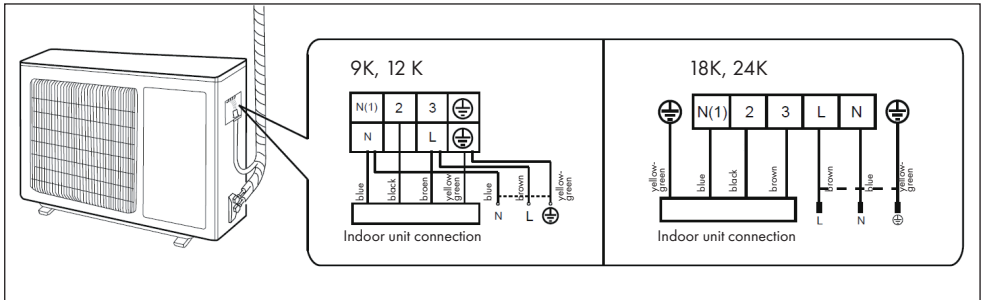 9K, 12 K
N(1) 2 3
N L
blue black broen yellow-green blue brown yellow-green
N L
Indoor unit connection
18K, 24K
N(1) 2 3 L N
yellow-green blue black brown brown blue yellow-green
L N
Indoor unit connection